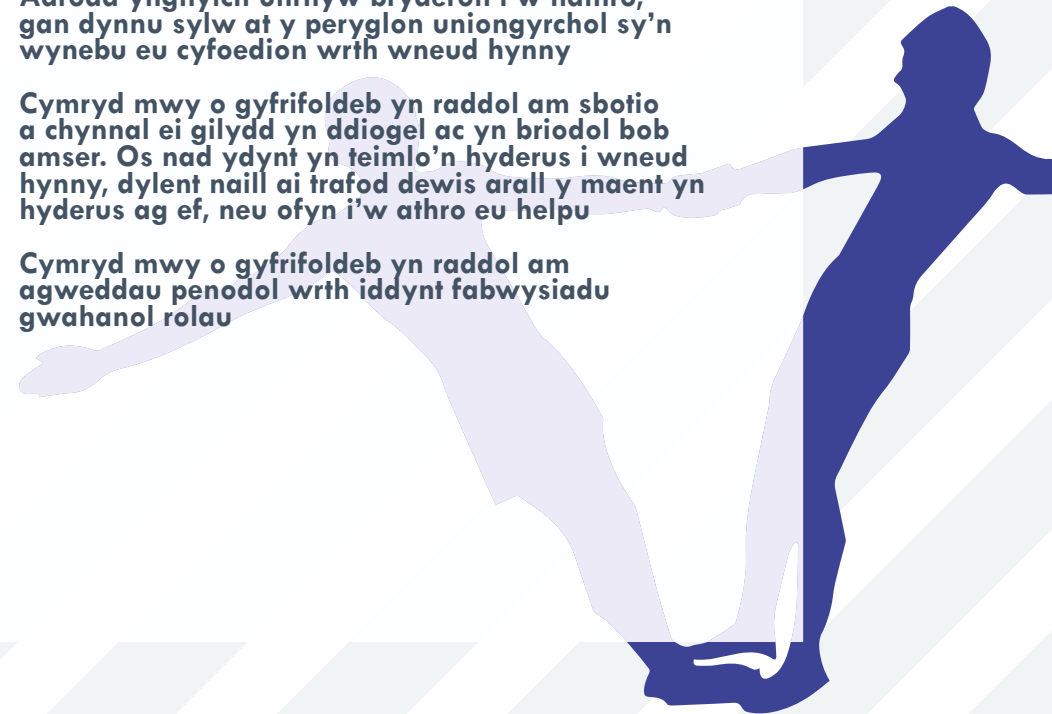 gan dynnu sylw at y peryglon uniongyrchol sy’n
wynebu eu cyfoedion wrth wneud hynny
Cymryd mwy o gyfrifoldeb yn raddol am sbotio
a chynnal ei gilydd yn ddiogel ac yn briodol bob
amser. Os nad ydynt yn teimlo’n hyderus i wneud
hynny, dylent naill ai trafod dewis arall y maent yn
hyderus ag ef, neu ofyn i’w athro eu helpu
Cymryd mwy o gyfrifoldeb yn raddol am
agweddau penodol wrth iddynt fabwysiadu
gwahanol rolau